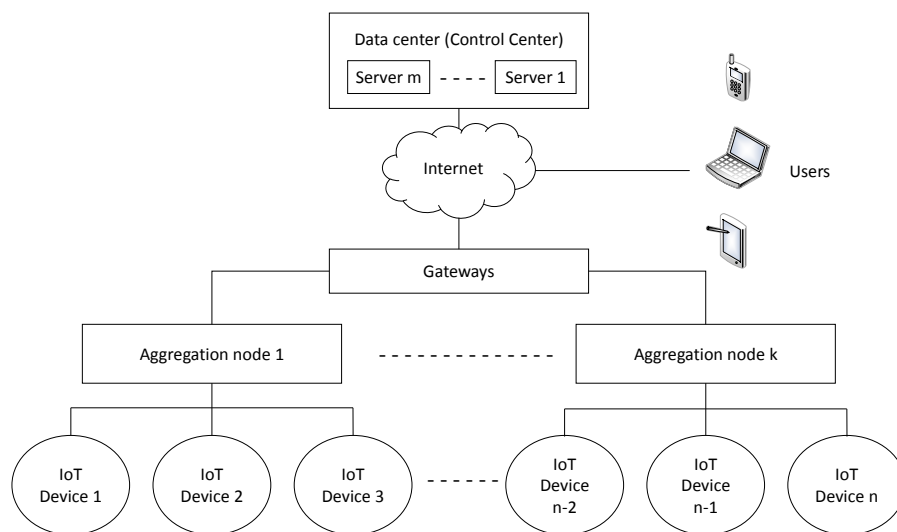 Data center (Control Center)
Server m
Server 1
Internet
Users
Gateways
Aggregation node 1
Aggregation node k
IoT
Device 1
IoT
Device 2
IoT
Device 3
IoT
Device
n-2
IoT
Device
n-1
IoT
Device n